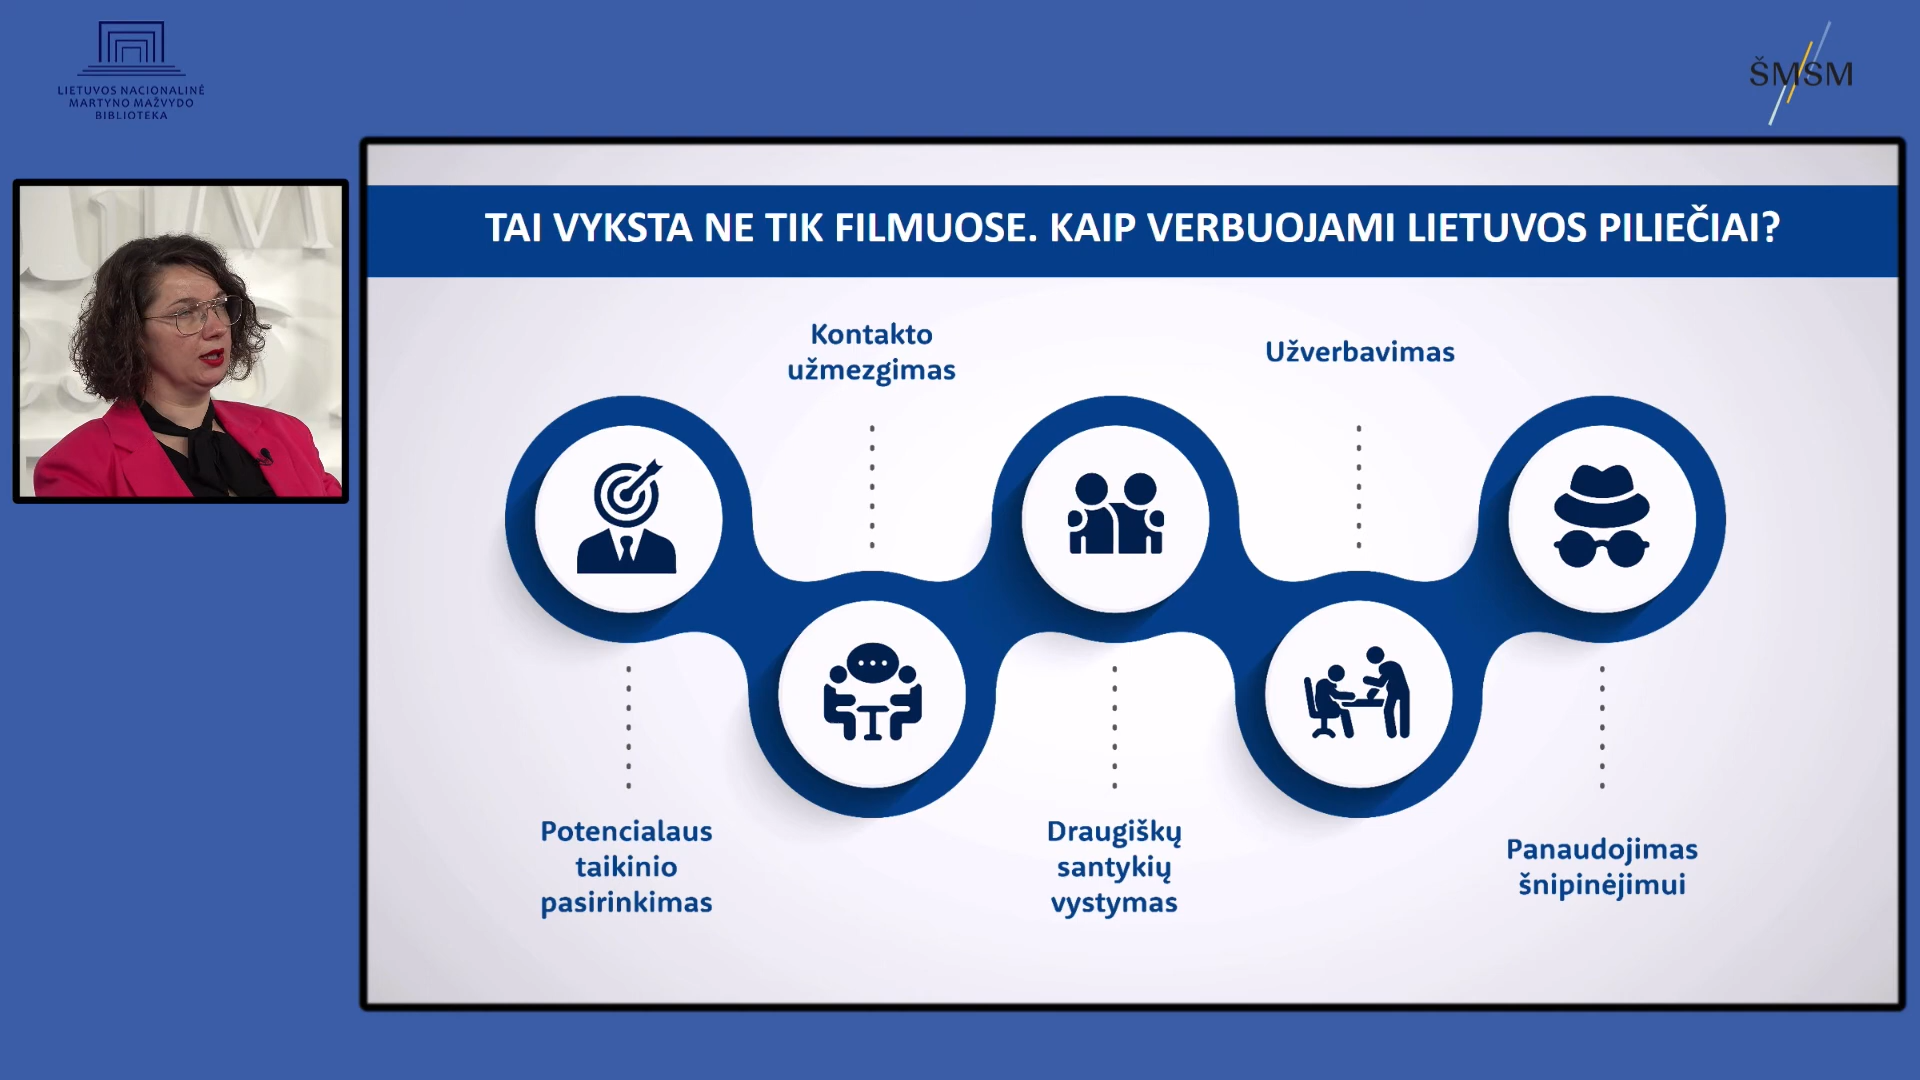 LIETUVOS NACIONALINĖ
MARTYNO MAŽVYDO
BIBLIOTEKA
ŠMSM
TAI VYKSTA NE TIK FILMUOSE. KAIP VERBUOJAMI LIETUVOS PILIEČIAI?
Kontakto
užmezgimas
Užverbavimas
Potencialaus
taikinio
pasirinkimas
Draugiškų
santykių
vystymas
Panaudojimas
šnipinėjimui